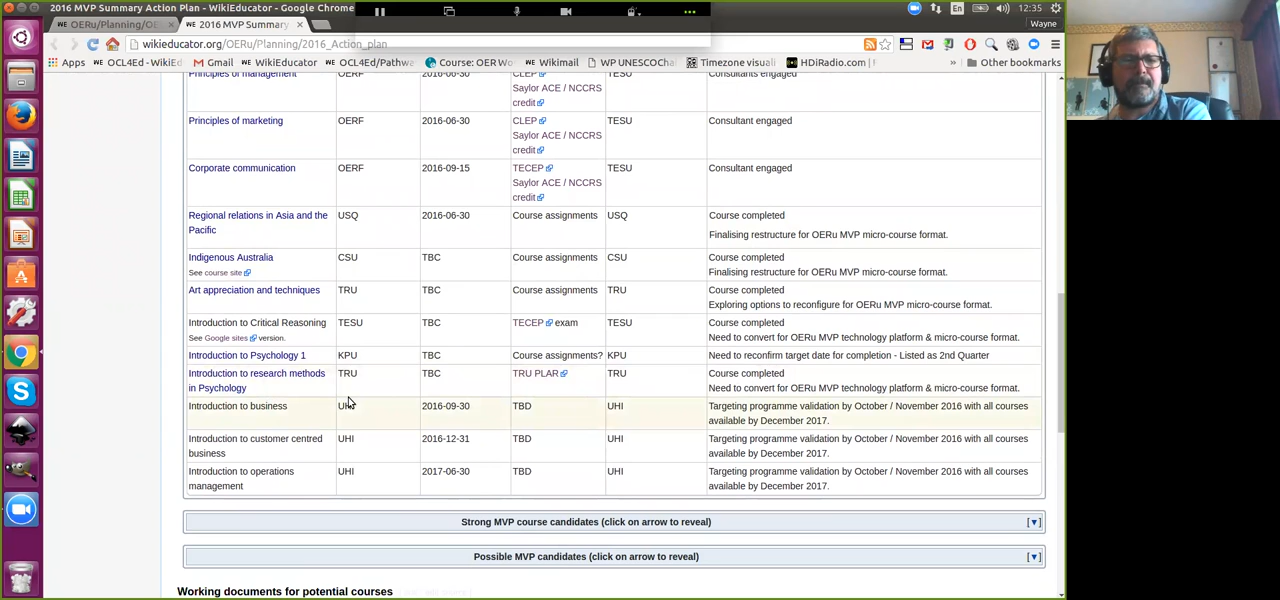 2016 MVP Summary Action Plan - WikiEducator - Google Chrome
En
12:35
OERu/Planning/OE
2016 MVP Summary
Wayne
wikieducator.org/OERu/Planning/2016_Action_plan
Apps
OCL4Ed - WikiEd
Gmail
WikiEducator
OCL4Ed/Pathwa
Course: OER Wo
Wikimail
WP UNESCOChai
Timezone visuali
HDiRadio.com |
» Other bookmarks
Principles of management OERF 2016-06-30 CLEP TESU Consultants engaged
Saylor ACE / NCCRS
credit
Principles of marketing OERF 2016-06-30 CLEP TESU Consultant engaged
Saylor ACE / NCCRS
credit
Corporate communication OERF 2016-09-15 TECEP TESU Consultant engaged
Saylor ACE / NCCRS
credit
Regional relations in Asia and the USQ 2016-06-30 Course assignments USQ Course completed
Pacific Finalising restructure for OERu MVP micro-course format.
Indigenous Australia CSU TBC Course assignments CSU Course completed
See course site Finalising restructure for OERu MVP micro-course format.
Art appreciation and techniques TRU TBC Course assignments TRU Course completed
Exploring options to reconfigure for OERu MVP micro-course format.
Introduction to Critical Reasoning TESU TBC TECEP exam TESU Course completed
See Google sites version. Need to convert for OERu MVP technology platform & micro-course format.
Introduction to Psychology 1 KPU TBC Course assignments? KPU Need to reconfirm target date for completion - Listed as 2nd Quarter
Introduction to research methods TRU TBC TRU PLAR TRU Course completed
in Psychology Need to convert for OERu MVP technology platform & micro-course format.
Introduction to business UHI 2016-09-30 TBD UHI Targeting programme validation by October / November 2016 with all courses
available by December 2017.
Introduction to customer centred UHI 2016-12-31 TBD UHI Targeting programme validation by October / November 2016 with all courses
business available by December 2017.
Introduction to operations UHI 2017-06-30 TBD UHI Targeting programme validation by October / November 2016 with all courses
management available by December 2017.
Strong MVP course candidates (click on arrow to reveal) [▼]
Possible MVP candidates (click on arrow to reveal) [▼]
Working documents for potential courses